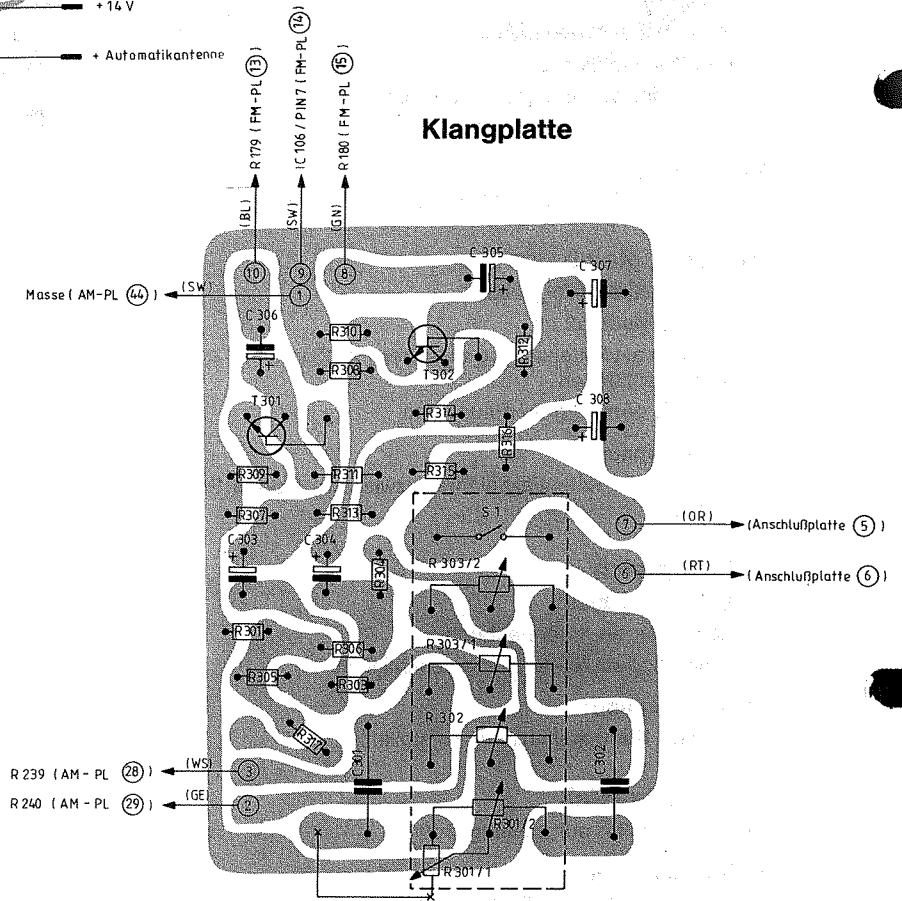 +14 V
+ Automatikantenne
R 179 ( FM-PL 13 )
IC 106 / PIN 7 ( FM-PL 14 )
R 180 ( FM-PL 15 )
Klangplatte
(BL)
(SW)
(GN)
10
9
8
C 305
C 307
Masse ( AM-PL 44 ) (SW) 1
C 306
R310
R312
R308
T302
T301
C 308
R314
R316
R309
R311
R315
R307
R313
S 1
7 (OR) (Anschlußplatte 5 )
C 303
C 304
R304
R 303/2
6 (RT) (Anschlußplatte 6 )
R301
R306
R 303/1
R305
R303
R 302
R317
C301
C 302
R 239 ( AM - PL 28 ) (WS) 3
R 240 ( AM - PL 29 ) (GE) 2
R301/2
R 301/1